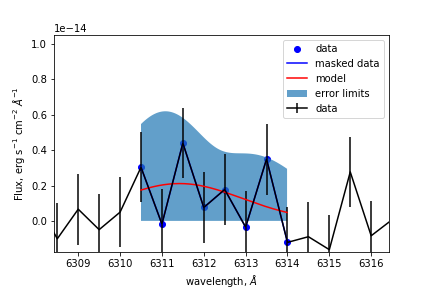 1e−14
1.0
0.8
0.6
0.4
0.2
0.0
Flux, erg s⁻¹ cm⁻² Å⁻¹
data
masked data
model
error limits
data
6309 6310 6311 6312 6313 6314 6315 6316
wavelength, Å